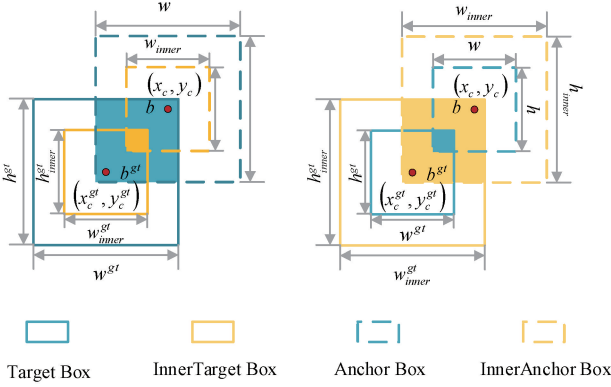 w
w_inner
(x_c, y_c)
b
h^gt
h^gt_inner
b^gt
(x_c^gt, y_c^gt)
w^gt_inner
w^gt
w_inner
w
(x_c, y_c)
b
h
h_inner
h^gt_inner
h^gt
b^gt
(x_c^gt, y_c^gt)
w^gt
w^gt_inner
Target Box
InnerTarget Box
Anchor Box
InnerAnchor Box